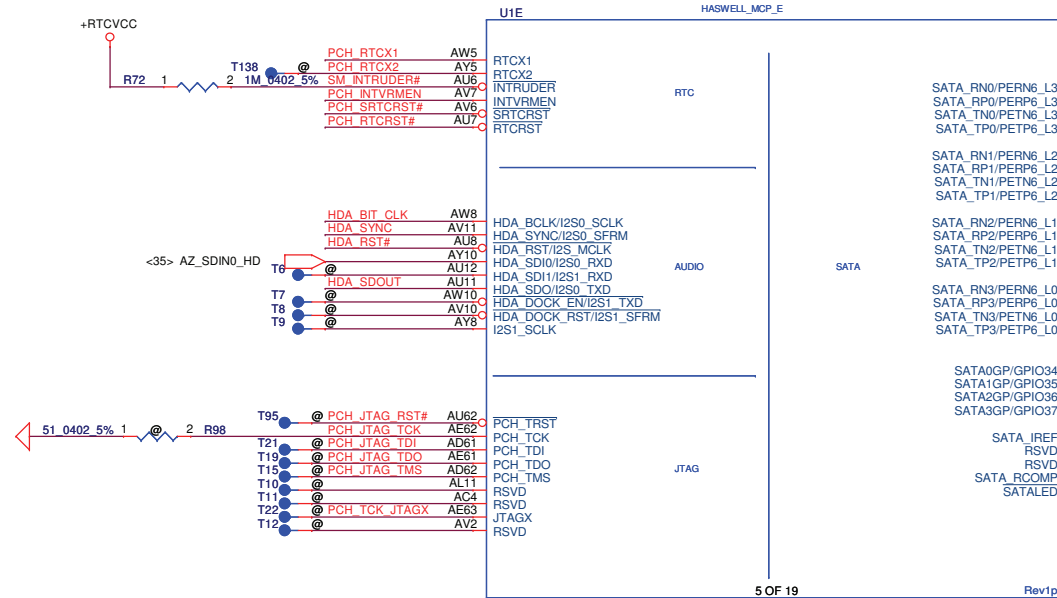 U1E
HASWELL_MCP_E
+RTCVCC
PCH_RTCX1 AW5 RTCX1
T138 @ PCH_RTCX2 AY5 RTCX2
R72 1 2 1M_0402_5% SM_INTRUDER# AU6 INTRUDER
PCH_INTVRMEN AV7 INTVRMEN
PCH_SRTCRST# AV6 SRTCRST
PCH_RTCRST# AU7 RTCRST
RTC
SATA_RN0/PERN6_L3
SATA_RP0/PERP6_L3
SATA_TN0/PETN6_L3
SATA_TP0/PETP6_L3
SATA_RN1/PERN6_L2
SATA_RP1/PERP6_L2
SATA_TN1/PETN6_L2
SATA_TP1/PETP6_L2
HDA_BIT_CLK AW8 HDA_BCLK/I2S0_SCLK
HDA_SYNC AV11 HDA_SYNC/I2S0_SFRM
HDA_RST# AU8 HDA_RST/I2S_MCLK
<35> AZ_SDIN0_HD AY10 HDA_SDI0/I2S0_RXD
T6 @ AU12 HDA_SDI1/I2S1_RXD
HDA_SDOUT AU11 HDA_SDO/I2S0_TXD
T7 @ AW10 HDA_DOCK_EN/I2S1_TXD
T8 @ AV10 HDA_DOCK_RST/I2S1_SFRM
T9 @ AY8 I2S1_SCLK
AUDIO
SATA
SATA_RN2/PERN6_L1
SATA_RP2/PERP6_L1
SATA_TN2/PETN6_L1
SATA_TP2/PETP6_L1
SATA_RN3/PERN6_L0
SATA_RP3/PERP6_L0
SATA_TN3/PETN6_L0
SATA_TP3/PETP6_L0
SATA0GP/GPIO34
SATA1GP/GPIO35
SATA2GP/GPIO36
SATA3GP/GPIO37
T95 @ PCH_JTAG_RST# AU62 PCH_TRST
51_0402_5% 1 @ 2 R98 PCH_JTAG_TCK AE62 PCH_TCK
T21 @ PCH_JTAG_TDI AD61 PCH_TDI
T19 @ PCH_JTAG_TDO AE61 PCH_TDO
T15 @ PCH_JTAG_TMS AD62 PCH_TMS
T10 @ AL11 RSVD
T11 @ AC4 RSVD
T22 @ PCH_TCK_JTAGX AE63 JTAGX
T12 @ AV2 RSVD
JTAG
SATA_IREF
RSVD
RSVD
SATA_RCOMP
SATALED
5 OF 19
Rev1p